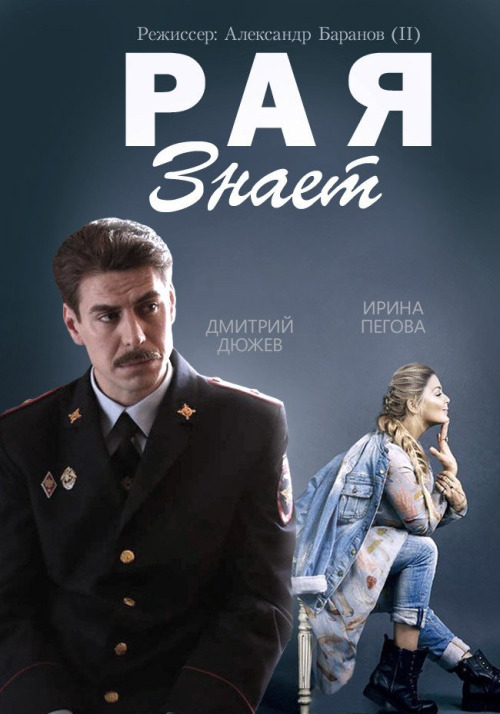 Режиссер: Александр Баранов (II)
РАЯ
Знает
ДМИТРИЙ
ДЮЖЕВ
ИРИНА
ПЕГОВА